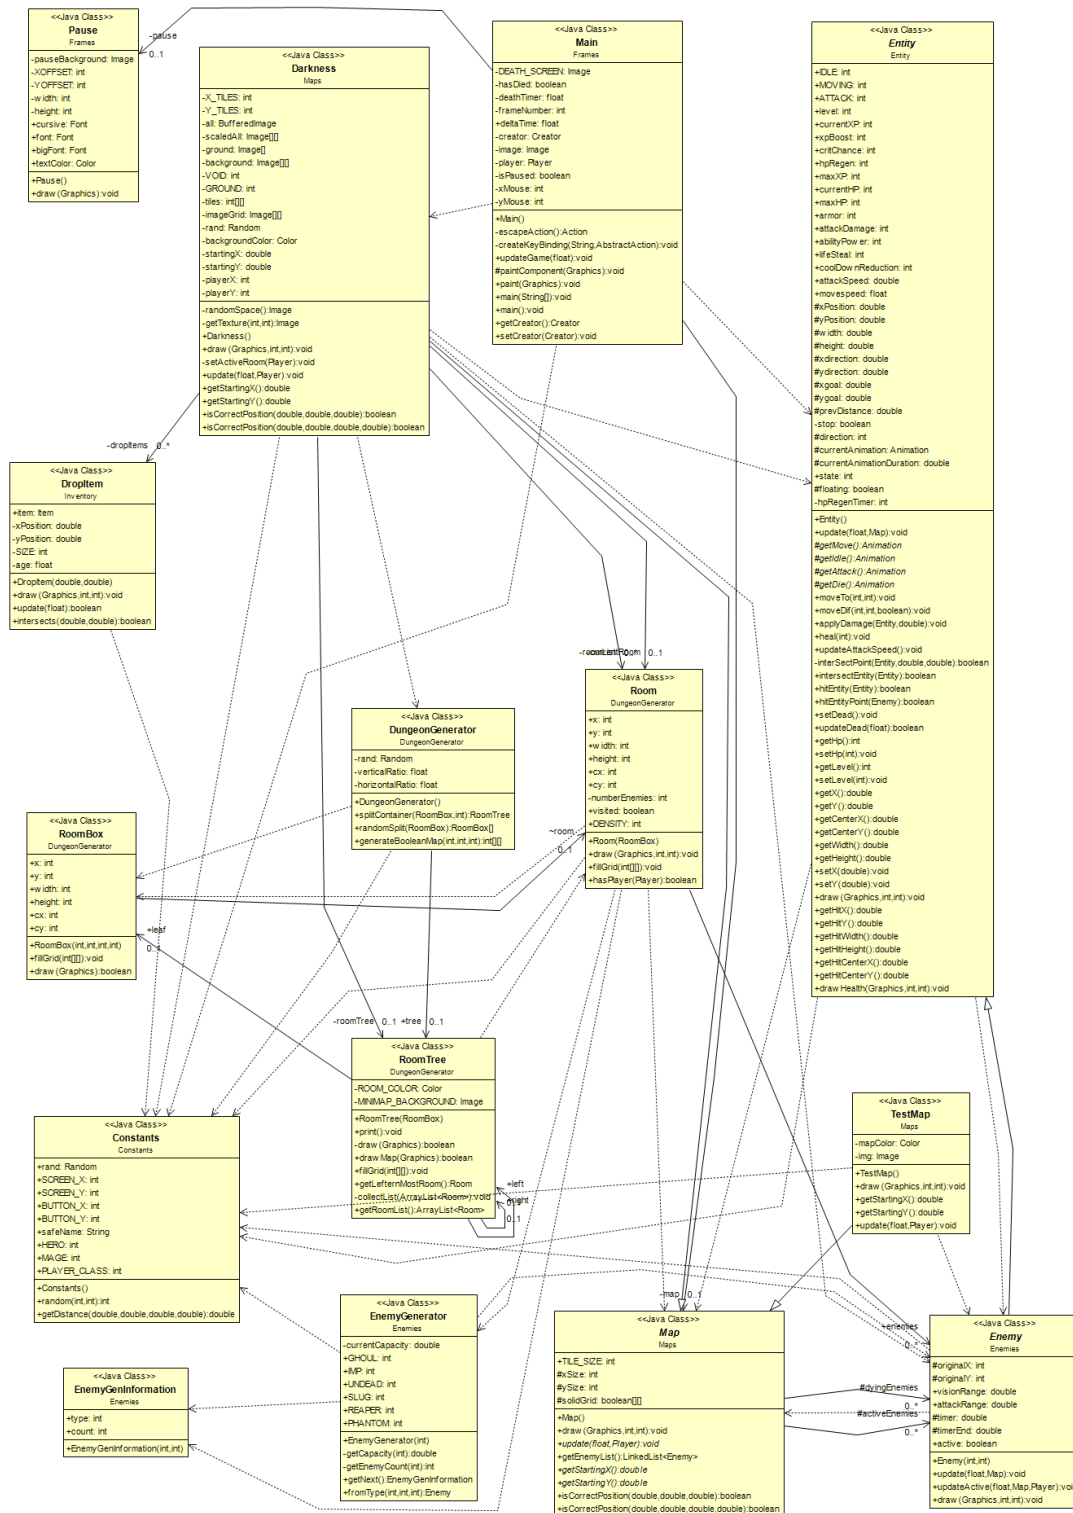 <<Java Class>>
Pause
Frames
-pauseBackground: Image
-XOFFSET: int
-YOFFSET: int
-width: int
-height: int
+cursive: Font
+font: Font
+bigFont: Font
+textColor: Color
+Pause()
+draw(Graphics):void
-pause
0..1
<<Java Class>>
Darkness
Maps
-X_TILES: int
-Y_TILES: int
-all: BufferedImage
-scaledAll: Image[][]
-ground: Image[]
-background: Image[][]
-VOID: int
-GROUND: int
-tiles: int[][]
-imageGrid: Image[][]
-rand: Random
-backgroundColor: Color
-startingX: double
-startingY: double
-playerX: int
-playerY: int
-randomSpace():Image
-getTexture(int,int):Image
+Darkness()
+draw(Graphics,int,int):void
-setActiveRoom(Player):void
+update(float,Player):void
+getStartingX():double
+getStartingY():double
+isCorrectPosition(double,double,double):boolean
+isCorrectPosition(double,double,double,double):boolean
<<Java Class>>
Main
Frames
-DEATH_SCREEN: Image
-hasDied: boolean
-deathTimer: float
-frameNumber: int
+deltaTime: float
-creator: Creator
-image: Image
-player: Player
-isPaused: boolean
-xMouse: int
-yMouse: int
+Main()
-escapeAction():Action
-createKeyBinding(String,AbstractAction):void
+updateGame(float):void
#paintComponent(Graphics):void
+paint(Graphics):void
+main(String[]):void
+main():void
+getCreator():Creator
+setCreator(Creator):void
<<Java Class>>
Entity
Entity
+IDLE: int
+MOVING: int
+ATTACK: int
+level: int
+currentXP: int
+xpBoost: int
+critChance: int
+hpRegen: int
+maxXP: int
+currentHP: int
+maxHP: int
+armor: int
+attackDamage: int
+abilityPower: int
+lifeSteal: int
+coolDownReduction: int
+attackSpeed: double
+movespeed: float
#xPosition: double
#yPosition: double
#width: double
#height: double
#xdirection: double
#ydirection: double
#xgoal: double
#ygoal: double
#prevDistance: double
-stop: boolean
#direction: int
#currentAnimation: Animation
#currentAnimationDuration: double
+state: int
#floating: boolean
-hpRegenTimer: int
+Entity()
+update(float,Map):void
#getMove():Animation
#getIdle():Animation
#getAttack():Animation
#getDie():Animation
+moveTo(int,int):void
+moveDif(int,int,boolean):void
+applyDamage(Entity,double):void
+heal(int):void
+updateAttackSpeed():void
-interSectPoint(Entity,double,double):boolean
+intersectEntity(Entity):boolean
+hitEntity(Entity):boolean
+hitEntityPoint(Enemy):boolean
+setDead():void
+updateDead(float):boolean
+getHp():int
+setHp(int):void
+getLevel():int
+setLevel(int):void
+getX():double
+getY():double
+getCenterX():double
+getCenterY():double
+getWidth():double
+getHeight():double
+setX(double):void
+setY(double):void
+draw(Graphics,int,int):void
+getHitX():double
+getHitY():double
+getHitWidth():double
+getHitHeight():double
+getHitCenterX():double
+getHitCenterY():double
+drawHealth(Graphics,int,int):void
-dropItems
0..*
<<Java Class>>
DropItem
Inventory
+item: Item
-xPosition: double
-yPosition: double
-SIZE: int
-age: float
+DropItem(double,double)
+draw(Graphics,int,int):void
+update(float):boolean
+intersects(double,double):boolean
0..1
<<Java Class>>
Room
DungeonGenerator
+x: int
+y: int
+width: int
+height: int
+cx: int
+cy: int
-numberEnemies: int
+visited: boolean
+DENSITY: int
+Room(RoomBox)
+draw(Graphics,int,int):void
+fillGrid(int[][]):void
+hasPlayer(Player):boolean
~room
0..1
<<Java Class>>
DungeonGenerator
DungeonGenerator
-rand: Random
-verticalRatio: float
-horizontalRatio: float
+DungeonGenerator()
+splitContainer(RoomBox,int):RoomTree
+randomSplit(RoomBox):RoomBox[]
+generateBooleanMap(int,int,int):int[][]
<<Java Class>>
RoomBox
DungeonGenerator
+x: int
+y: int
+width: int
+height: int
+cx: int
+cy: int
+RoomBox(int,int,int,int)
+fillGrid(int[][]):void
+draw(Graphics):boolean
+leaf
0..1
-roomTree
0..1
+tree
0..1
<<Java Class>>
RoomTree
DungeonGenerator
-ROOM_COLOR: Color
-MINIMAP_BACKGROUND: Image
+RoomTree(RoomBox)
+print():void
-draw(Graphics):boolean
+drawMap(Graphics):boolean
+fillGrid(int[][]):void
+getLefternMostRoom():Room
-collectList(ArrayList<Room>):void
+getRoomList():ArrayList<Room>
+left
+right
0..1
<<Java Class>>
Constants
Constants
+rand: Random
+SCREEN_X: int
+SCREEN_Y: int
+BUTTON_X: int
+BUTTON_Y: int
+safeName: String
+HERO: int
+MAGE: int
+PLAYER_CLASS: int
+Constants()
+random(int,int):int
+getDistance(double,double,double,double):double
<<Java Class>>
TestMap
Maps
-mapColor: Color
-img: Image
+TestMap()
+draw(Graphics,int,int):void
+getStartingX():double
+getStartingY():double
+update(float,Player):void
<<Java Class>>
EnemyGenerator
Enemies
-currentCapacity: double
+GHOUL: int
+IMP: int
+UNDEAD: int
+SLUG: int
+REAPER: int
+PHANTOM: int
+EnemyGenerator(int)
-getCapacity(int):double
-getEnemyCount(int):int
+getNext():EnemyGenInformation
+fromType(int,int,int):Enemy
<<Java Class>>
EnemyGenInformation
Enemies
+type: int
+count: int
+EnemyGenInformation(int,int)
-map
0..1
<<Java Class>>
Map
Maps
+TILE_SIZE: int
#xSize: int
#ySize: int
#solidGrid: boolean[][]
+Map()
+draw(Graphics,int,int):void
+update(float,Player):void
+getEnemyList():LinkedList<Enemy>
+getStartingX():double
+getStartingY():double
+isCorrectPosition(double,double,double):boolean
+isCorrectPosition(double,double,double,double):boolean
+enemies
0..*
#dyingEnemies
0..*
#activeEnemies
0..*
<<Java Class>>
Enemy
Enemies
#originalX: int
#originalY: int
+visionRange: double
+attackRange: double
#timer: double
#timerEnd: double
+active: boolean
+Enemy(int,int)
+update(float,Map):void
+updateActive(float,Map,Player):voi
+draw(Graphics,int,int):void